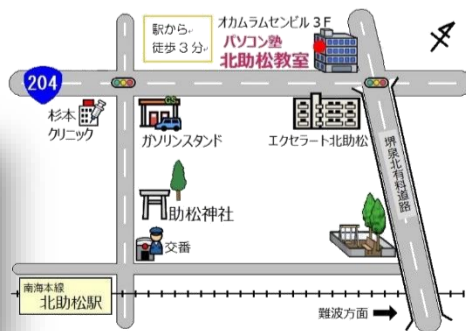 駅から
徒歩3分
オカムラムセンビル3F
パソコン塾
北助松教室
204
杉本
クリニック
ガソリンスタンド
エクセラート北助松
堺泉北有料道路
助松神社
交番
南海本線
北助松駅
難波方面